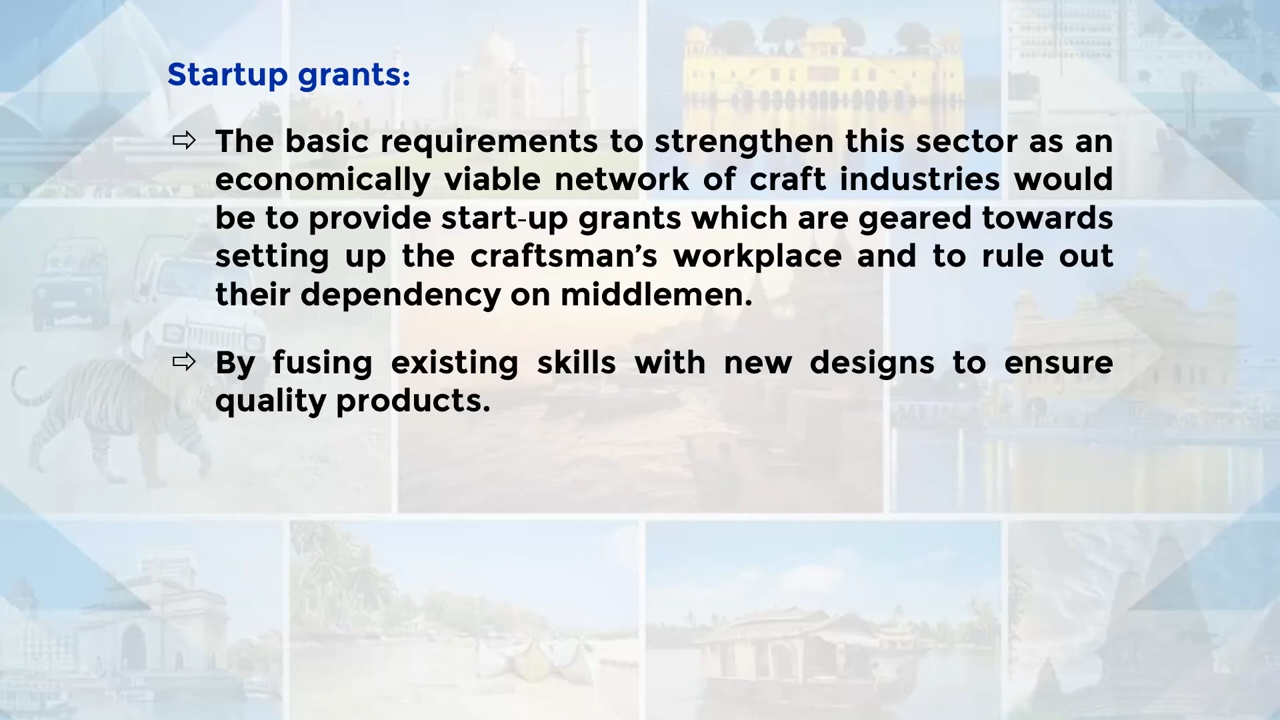 Startup grants:
⇨ The basic requirements to strengthen this sector as an
economically viable network of craft industries would
be to provide start-up grants which are geared towards
setting up the craftsman’s workplace and to rule out
their dependency on middlemen.
⇨ By fusing existing skills with new designs to ensure
quality products.